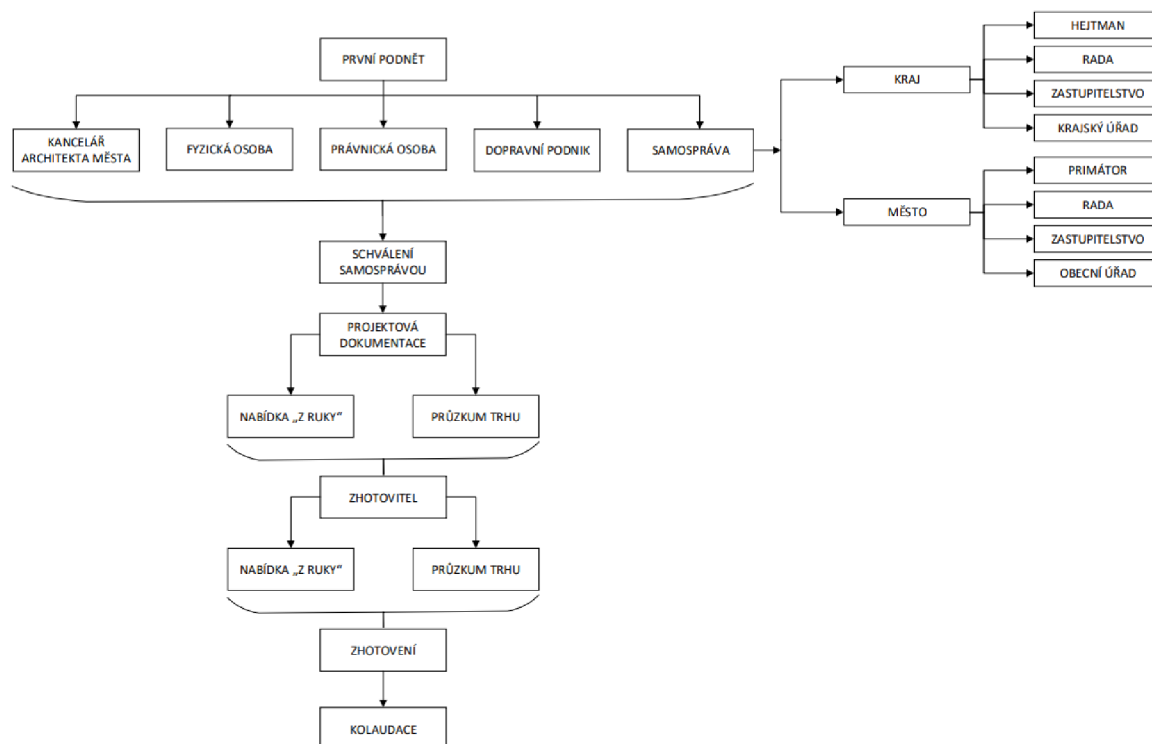 PRVNÍ PODNĚT
KANCELÁŘ
ARCHITEKTA MĚSTA
FYZICKÁ OSOBA
PRÁVNICKÁ OSOBA
DOPRAVNÍ PODNIK
SAMOSPRÁVA
KRAJ
HEJTMAN
RADA
ZASTUPITELSTVO
KRAJSKÝ ÚŘAD
MĚSTO
PRIMÁTOR
RADA
ZASTUPITELSTVO
OBECNÍ ÚŘAD
SCHVÁLENÍ
SAMOSPRÁVOU
PROJEKTOVÁ
DOKUMENTACE
NABÍDKA „Z RUKY“
PRŮZKUM TRHU
ZHOTOVITEL
NABÍDKA „Z RUKY“
PRŮZKUM TRHU
ZHOTOVENÍ
KOLAUDACE